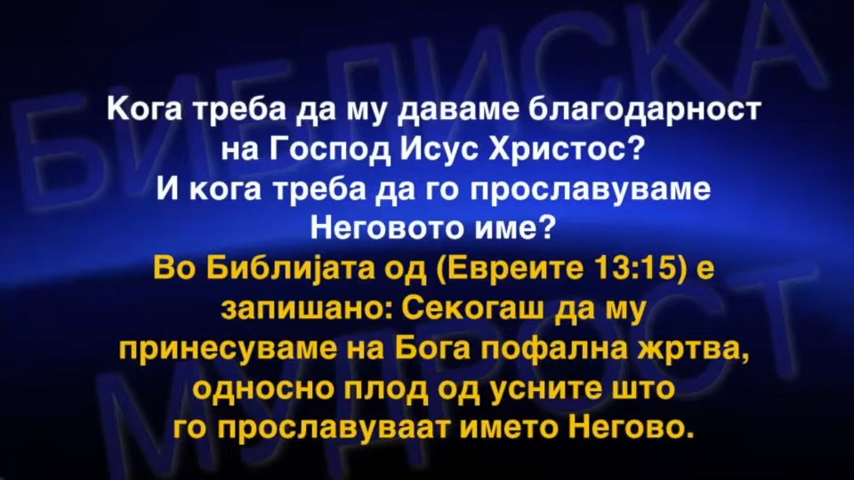 БИБЛИСКА
Кога треба да му даваме благодарност
на Господ Исус Христос?
И кога треба да го прославуваме
Неговото име?
Во Библијата од (Евреите 13:15) е
запишано: Секогаш да му
принесуваме на Бога пофална жртва,
односно плод од усните што
го прославуваат името Негово.
МУДРОСТ